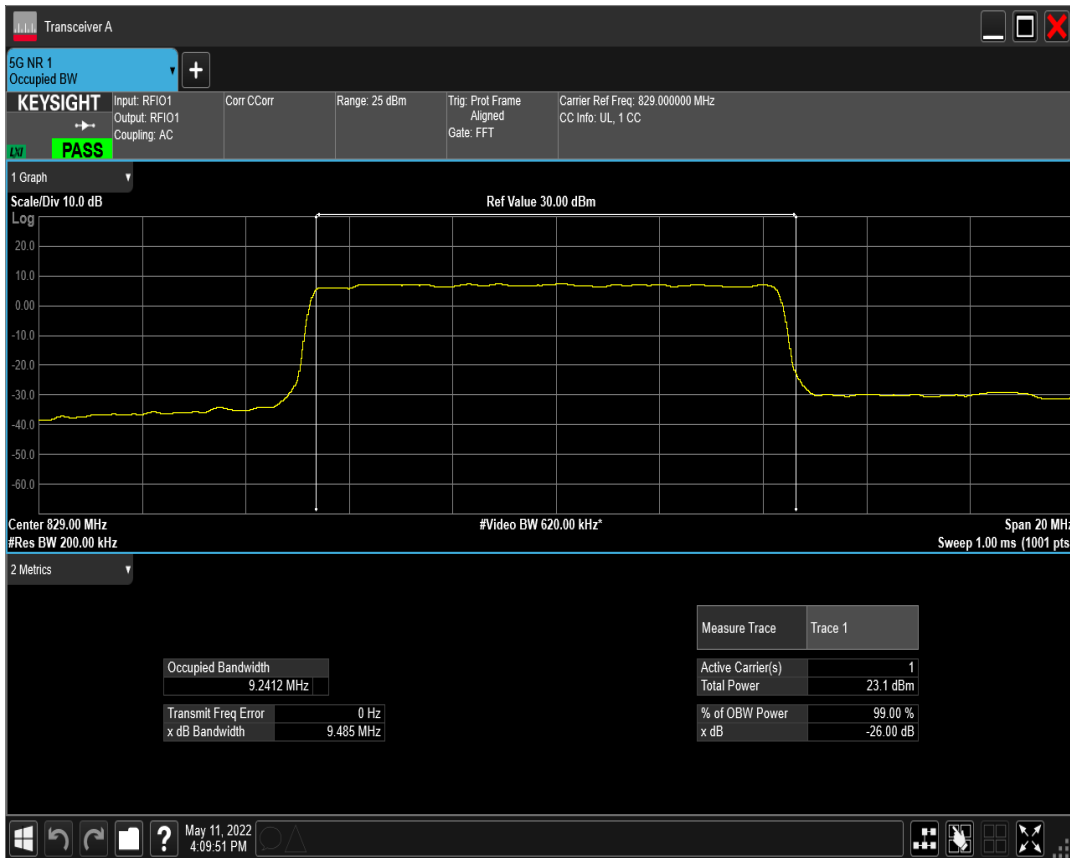 Transceiver A
5G NR 1
Occupied BW
+
KEYSIGHT
LXI
PASS
Input: RFIO1
Output: RFIO1
Coupling: AC
Corr CCorr
Range: 25 dBm
Trig: Prot Frame
Aligned
Gate: FFT
Carrier Ref Freq: 829.000000 MHz
CC Info: UL, 1 CC
1 Graph
Scale/Div 10.0 dB
Ref Value 30.00 dBm
Log
20.0
10.0
0.00
-10.0
-20.0
-30.0
-40.0
-50.0
-60.0
Center 829.00 MHz
#Video BW 620.00 kHz*
Span 20 MHz
#Res BW 200.00 kHz
Sweep 1.00 ms (1001 pts
2 Metrics
Measure Trace Trace 1
Occupied Bandwidth
9.2412 MHz
Active Carrier(s) 1
Total Power 23.1 dBm
Transmit Freq Error 0 Hz
x dB Bandwidth 9.485 MHz
% of OBW Power 99.00 %
x dB -26.00 dB
?
May 11, 2022
4:09:51 PM